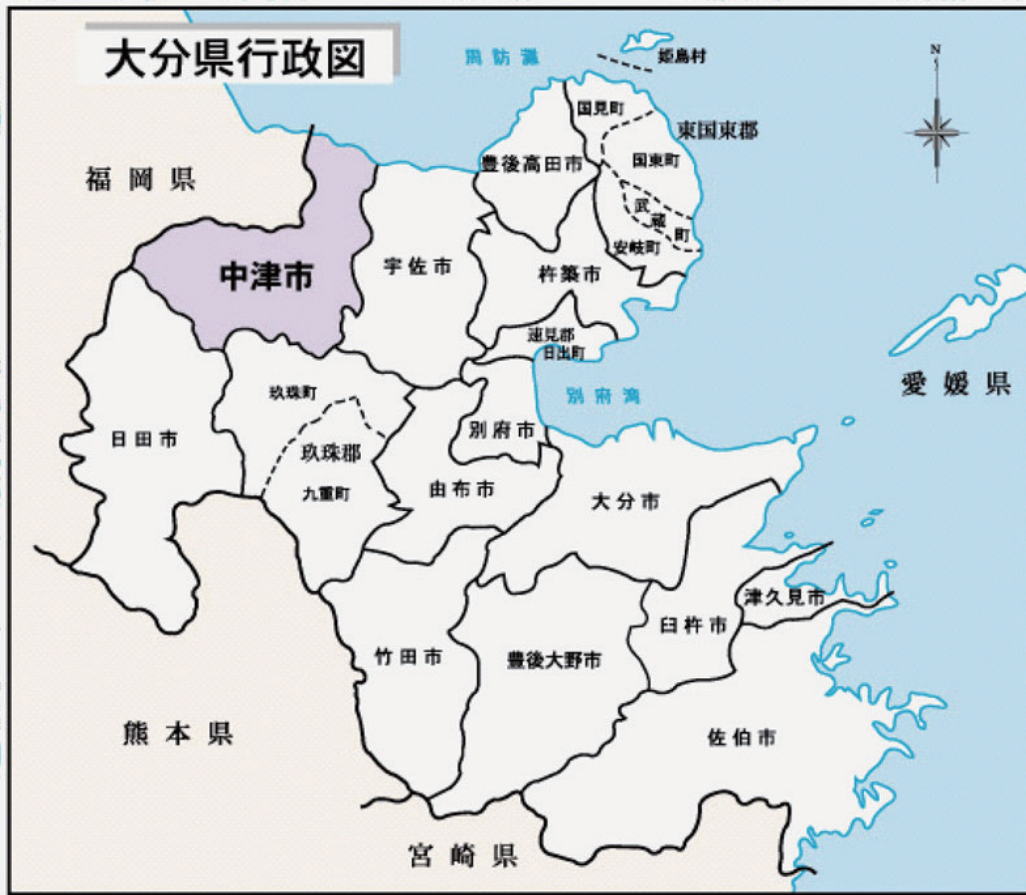 大分県行政図
周防灘
姫島村
国見町
東国東郡
福岡県
豊後高田市
国東町
武蔵町
安岐町
中津市
宇佐市
杵築市
速見郡
日出町
愛媛県
玖珠町
別府湾
日田市
別府市
玖珠郡
九重町
由布市
大分市
津久見市
臼杵市
竹田市
豊後大野市
熊本県
佐伯市
宮崎県
N